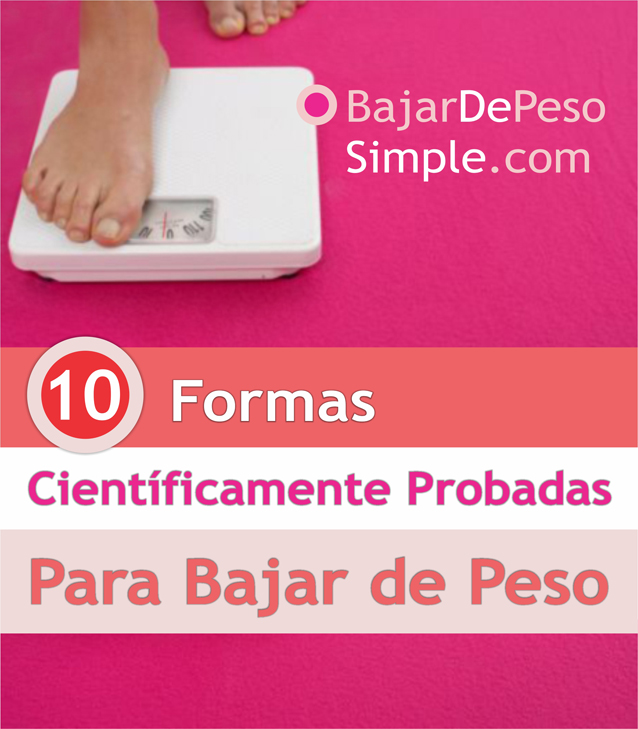 BajarDePeso
Simple.com
10 Formas
Científicamente Probadas
Para Bajar de Peso